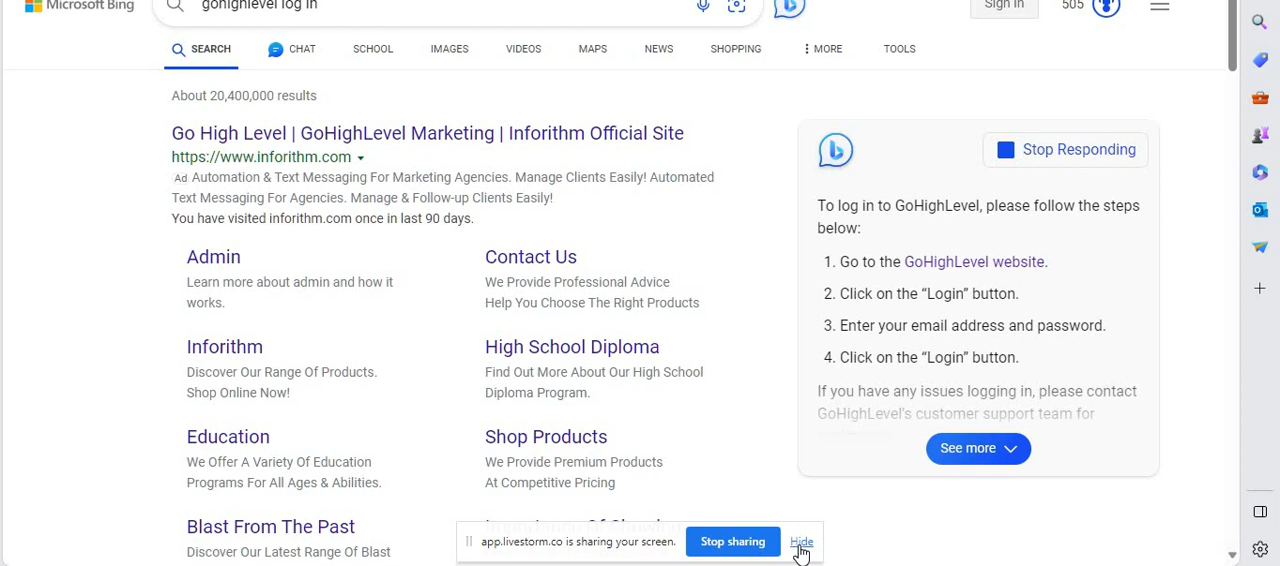 Microsoft Bing
gohighlevel log in
Sign in
505
SEARCH
CHAT
SCHOOL
IMAGES
VIDEOS
MAPS
NEWS
SHOPPING
MORE
TOOLS
About 20,400,000 results
Go High Level | GoHighLevel Marketing | Inforithm Official Site
https://www.inforithm.com
Ad Automation & Text Messaging For Marketing Agencies. Manage Clients Easily! Automated
Text Messaging For Agencies. Manage & Follow-up Clients Easily!
You have visited inforithm.com once in last 90 days.
Admin
Learn more about admin and how it
works.
Contact Us
We Provide Professional Advice
Help You Choose The Right Products
Inforithm
Discover Our Range Of Products.
Shop Online Now!
High School Diploma
Find Out More About Our High School
Diploma Program.
Education
We Offer A Variety Of Education
Programs For All Ages & Abilities.
Shop Products
We Provide Premium Products
At Competitive Pricing
Blast From The Past
Discover Our Latest Range Of Blast
Stop Responding
To log in to GoHighLevel, please follow the steps
below:
1. Go to the GoHighLevel website.
2. Click on the “Login” button.
3. Enter your email address and password.
4. Click on the “Login” button.
If you have any issues logging in, please contact
GoHighLevel's customer support team for
See more
app.livestorm.co is sharing your screen.
Stop sharing
Hide